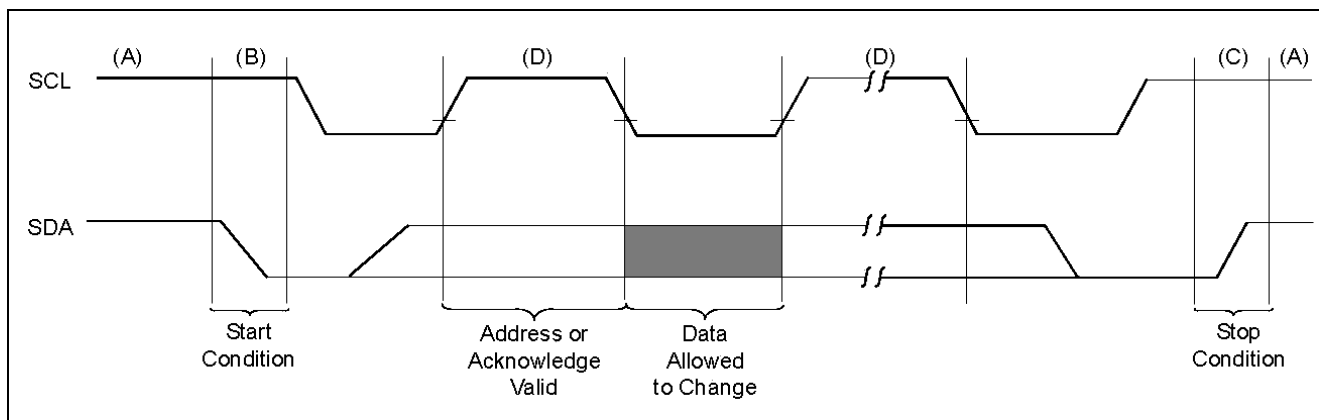 (A) (B) (D) (D) (C) (A)
SCL
SDA
Start
Condition
Address or
Acknowledge
Valid
Data
Allowed
to Change
Stop
Condition